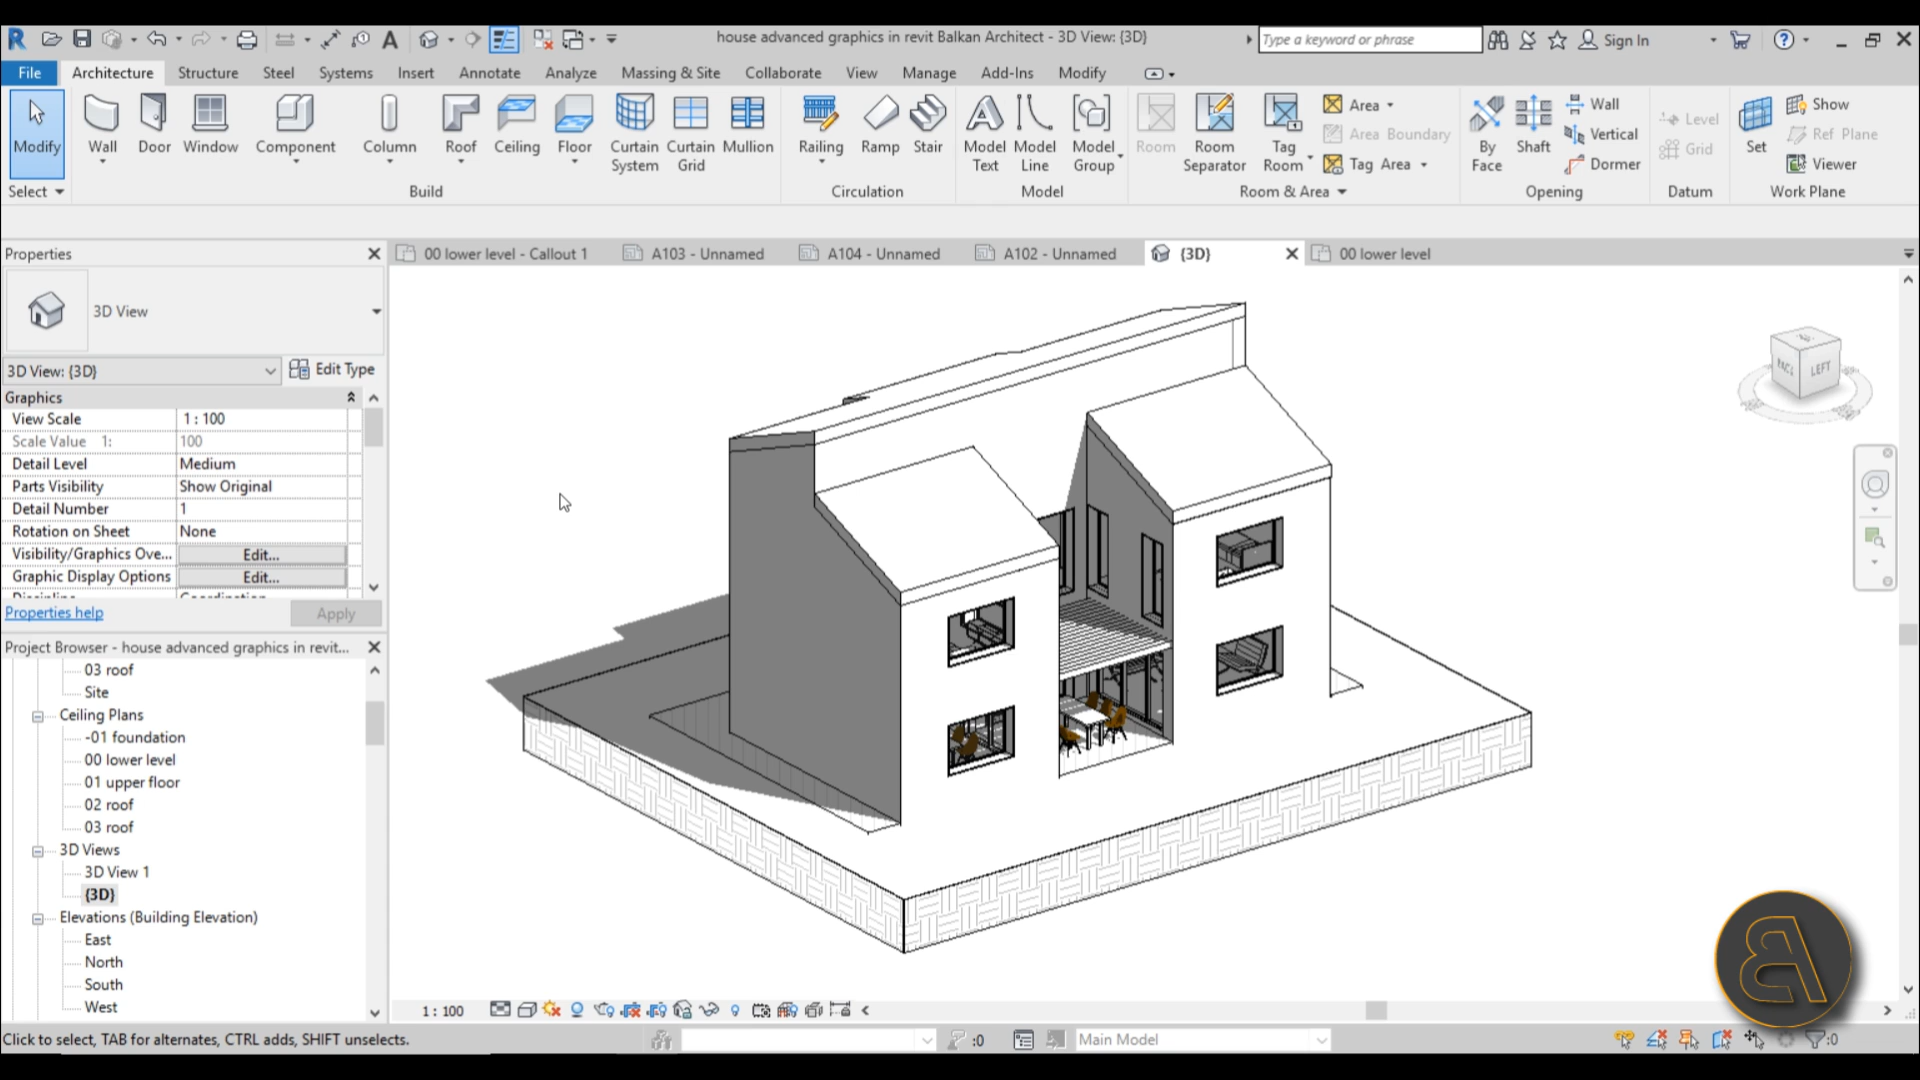 house advanced graphics in revit Balkan Architect - 3D View: {3D}
Type a keyword or phrase
Sign In
File Architecture Structure Steel Systems Insert Annotate Analyze Massing & Site Collaborate View Manage Add-Ins Modify
Modify
Wall Door Window Component Column Roof Ceiling Floor Curtain System Curtain Grid Mullion
Railing Ramp Stair
Model Text Model Line Model Group
Room Room Separator Tag Room Area Area Boundary Tag Area
By Face Shaft Wall Vertical Dormer
Level Grid
Set Show Ref Plane Viewer
Select Build Circulation Model Room & Area Opening Datum Work Plane
Properties
00 lower level - Callout 1 A103 - Unnamed A104 - Unnamed A102 - Unnamed {3D} 00 lower level
3D View
3D View: {3D} Edit Type
Graphics
View Scale 1 : 100
Scale Value 1: 100
Detail Level Medium
Parts Visibility Show Original
Detail Number 1
Rotation on Sheet None
Visibility/Graphics Ove... Edit...
Graphic Display Options Edit...
Properties help Apply
Project Browser - house advanced graphics in revit...
03 roof
Site
Ceiling Plans
-01 foundation
00 lower level
01 upper floor
02 roof
03 roof
3D Views
3D View 1
{3D}
Elevations (Building Elevation)
East
North
South
West
LEFT
1 : 100
Click to select, TAB for alternates, CTRL adds, SHIFT unselects.
:0
Main Model
:0